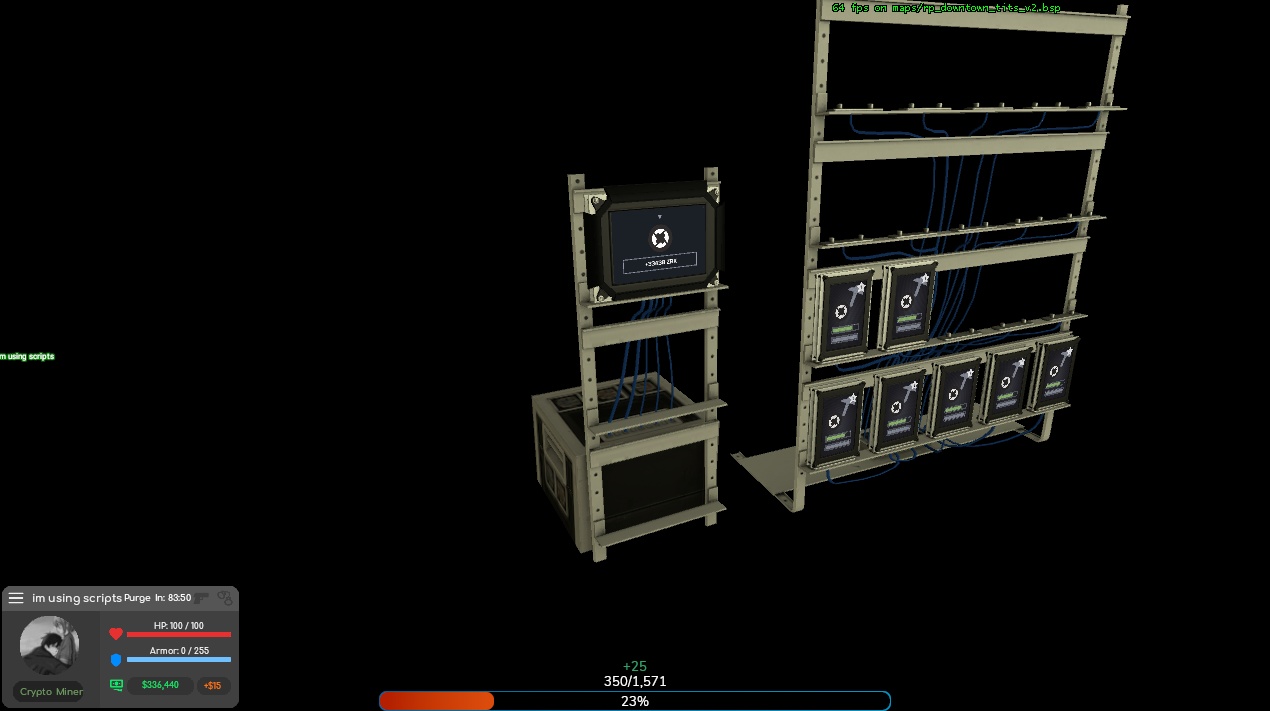 64 fps on maps/rp_downtown_tits_v2.bsp
m using scripts
im using scripts Purge In: 83:50
HP: 100 / 100
Armor: 0 / 255
Crypto Miner
$336,440
+$15
+25
350/1,571
23%